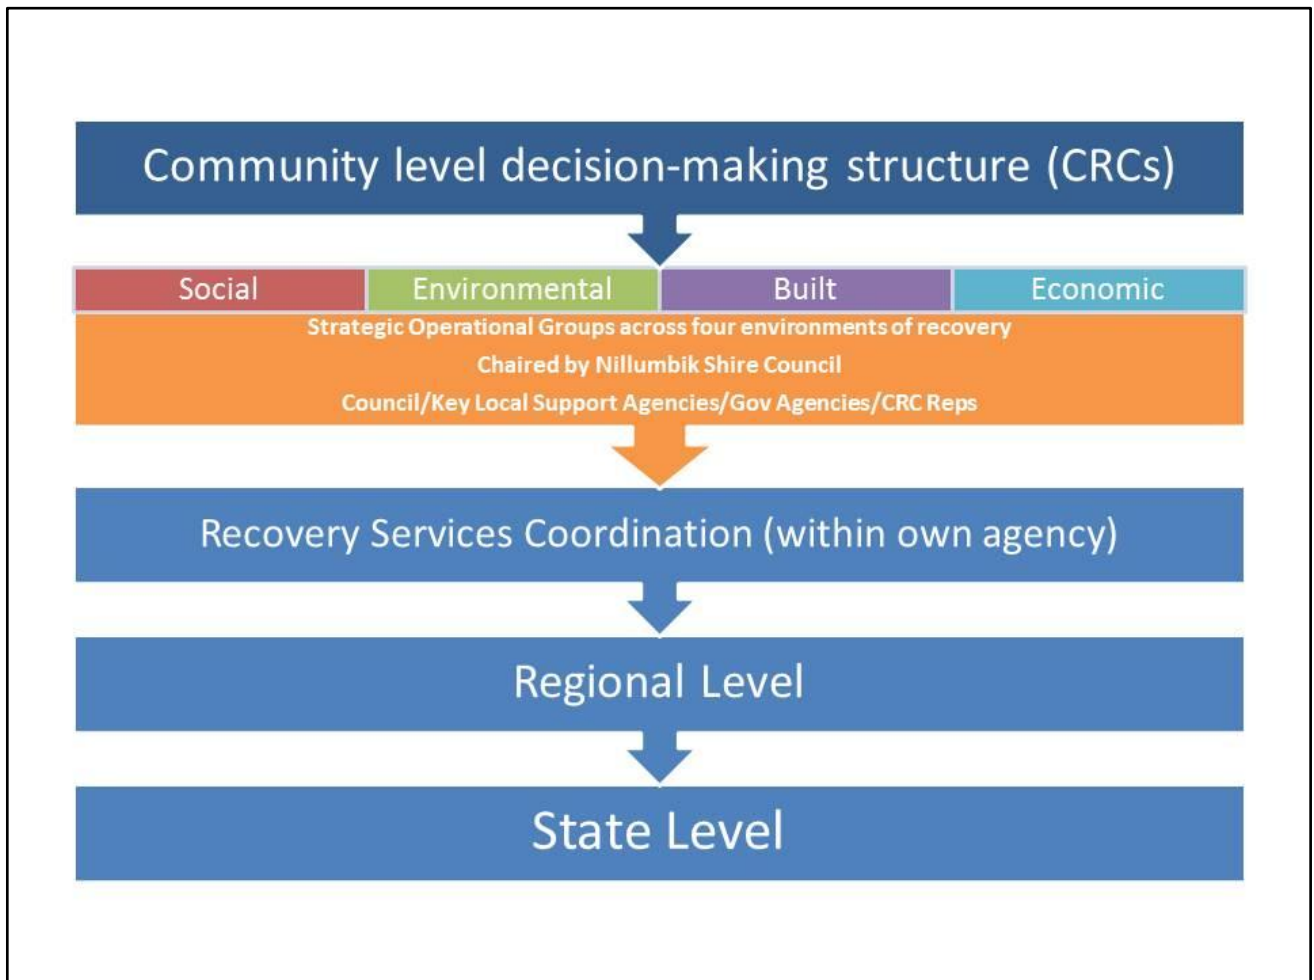 Community level decision-making structure (CRCs)
Social Environmental Built Economic
Strategic Operational Groups across four environments of recovery
Chaired by Nillumbik Shire Council
Council/Key Local Support Agencies/Gov Agencies/CRC Reps
Recovery Services Coordination (within own agency)
Regional Level
State Level